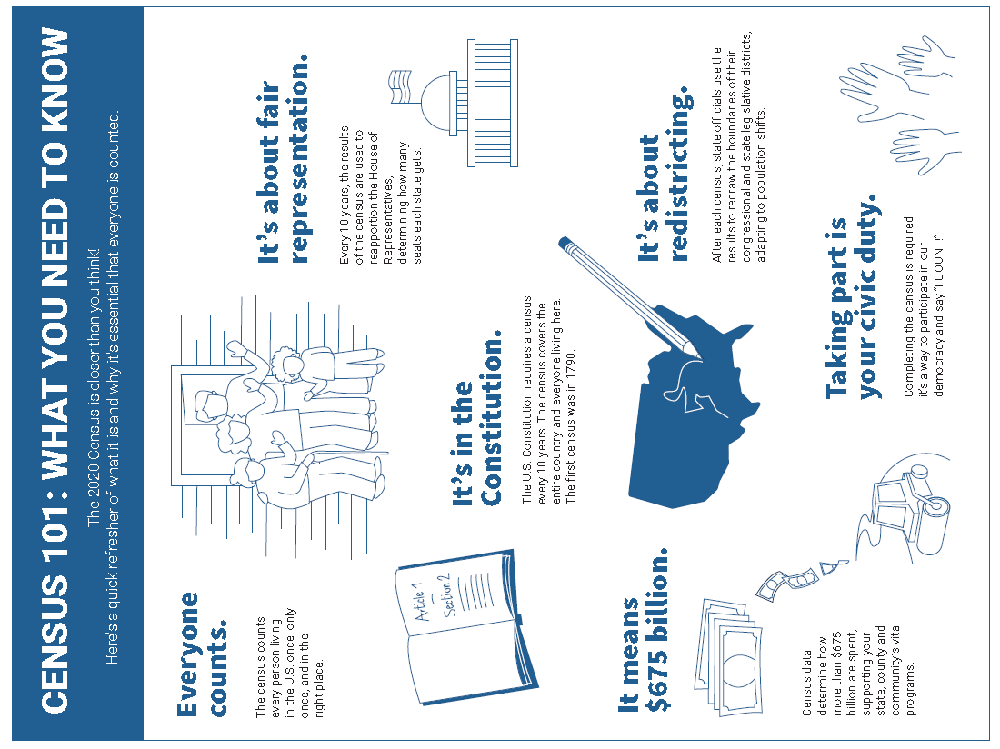 CENSUS 101: WHAT YOU NEED TO KNOW
The 2020 Census is closer than you think!
Here's a quick refresher of what it is and why it's essential that everyone is counted.
Everyone
counts.
The census counts
every person living
in the U.S. once, only
once, and in the
right place.
It's about fair
representation.
Every 10 years, the results
of the census are used to
reapportion the House of
Representatives,
determining how many
seats each state gets.
Article 1
Section 2
It's in the
Constitution.
The U.S. Constitution requires a census
every 10 years. The census covers the
entire country and everyone living here.
The first census was in 1790.
It's about
redistricting.
After each census, state officials use the
results to redraw the boundaries of their
congressional and state legislative districts,
adapting to population shifts.
It means
$675 billion.
Census data
determine how
more than $675
billion are spent,
supporting your
state, county and
community's vital
programs.
Taking part is
your civic duty.
Completing the census is required:
it's a way to participate in our
democracy and say “I COUNT!”